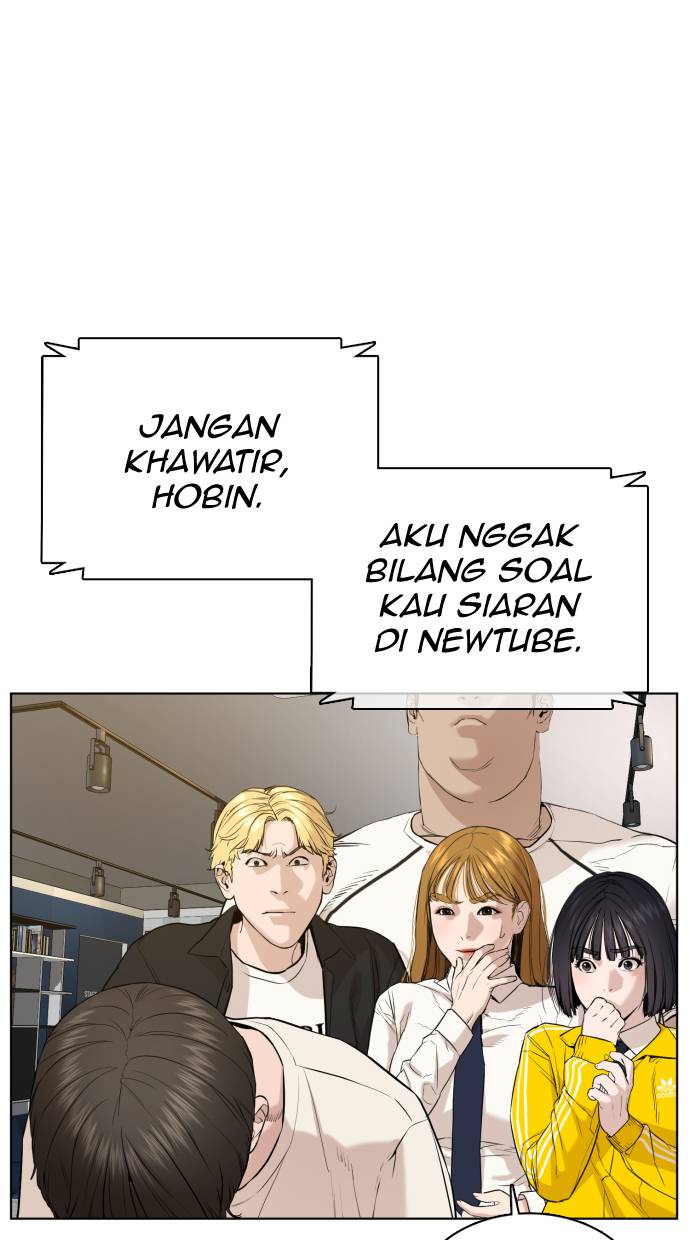 JANGAN
KHAWATIR,
HOBIN.
AKU NGGAK
BILANG SOAL
KAU SIARAN
DI NEWTUBE.